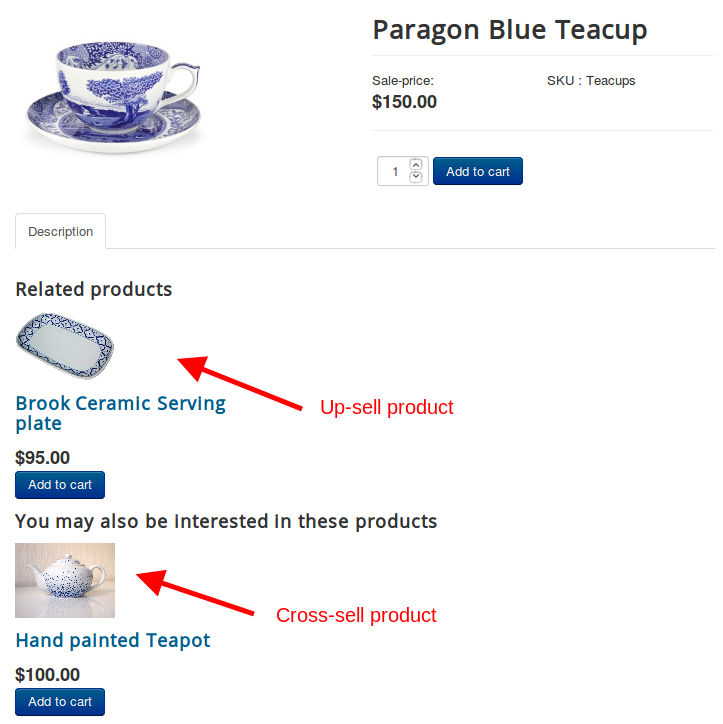 Paragon Blue Teacup
Sale-price:
SKU : Teacups
$150.00
1
Add to cart
Description
Related products
Up-sell product
Brook Ceramic Serving
plate
$95.00
Add to cart
You may also be interested in these products
Cross-sell product
Hand painted Teapot
$100.00
Add to cart